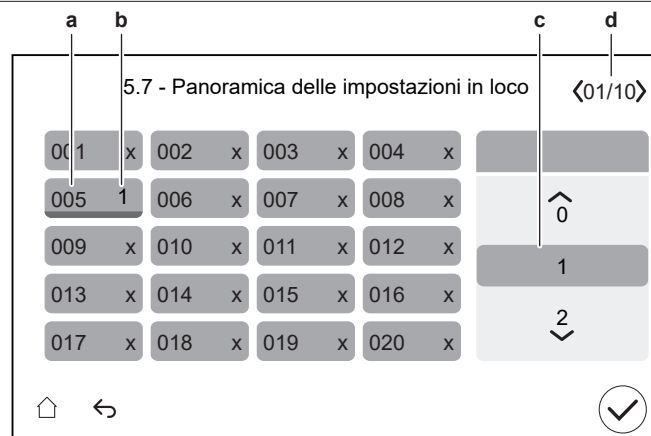 a b c d
5.7 - Panoramica delle impostazioni in loco 01/10
001 x 002 x 003 x 004 x
005 1 006 x 007 x 008 x
0
009 x 010 x 011 x 012 x
1
013 x 014 x 015 x 016 x
2
017 x 018 x 019 x 020 x